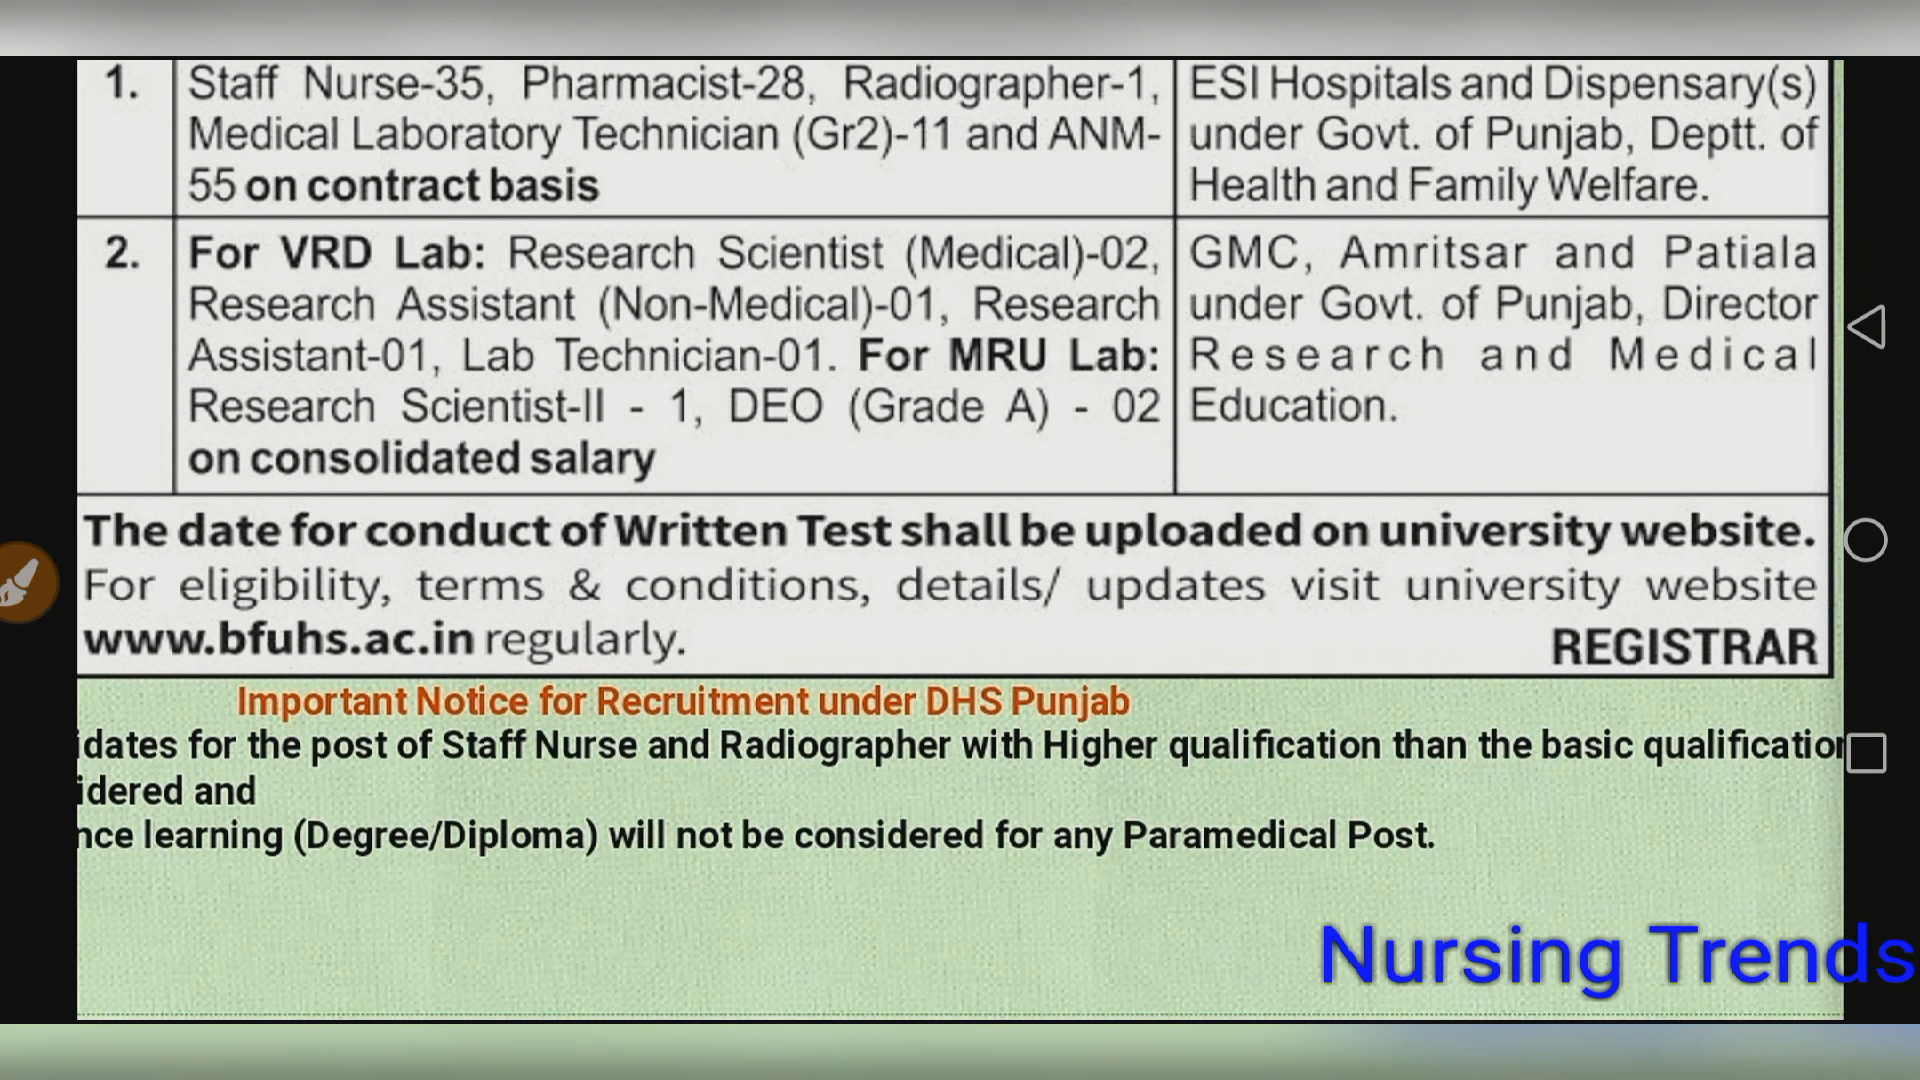 1. Staff Nurse-35, Pharmacist-28, Radiographer-1,
Medical Laboratory Technician (Gr2)-11 and ANM-
55 on contract basis
ESI Hospitals and Dispensary(s)
under Govt. of Punjab, Deptt. of
Health and Family Welfare.
2. For VRD Lab: Research Scientist (Medical)-02,
Research Assistant (Non-Medical)-01, Research
Assistant-01, Lab Technician-01. For MRU Lab:
Research Scientist-II - 1, DEO (Grade A) - 02
on consolidated salary
GMC, Amritsar and Patiala
under Govt. of Punjab, Director
Research and Medical
Education.
The date for conduct of Written Test shall be uploaded on university website.
For eligibility, terms & conditions, details/ updates visit university website
www.bfuhs.ac.in regularly.
REGISTRAR
Important Notice for Recruitment under DHS Punjab
idates for the post of Staff Nurse and Radiographer with Higher qualification than the basic qualification
idered and
nce learning (Degree/Diploma) will not be considered for any Paramedical Post.
Nursing Trends